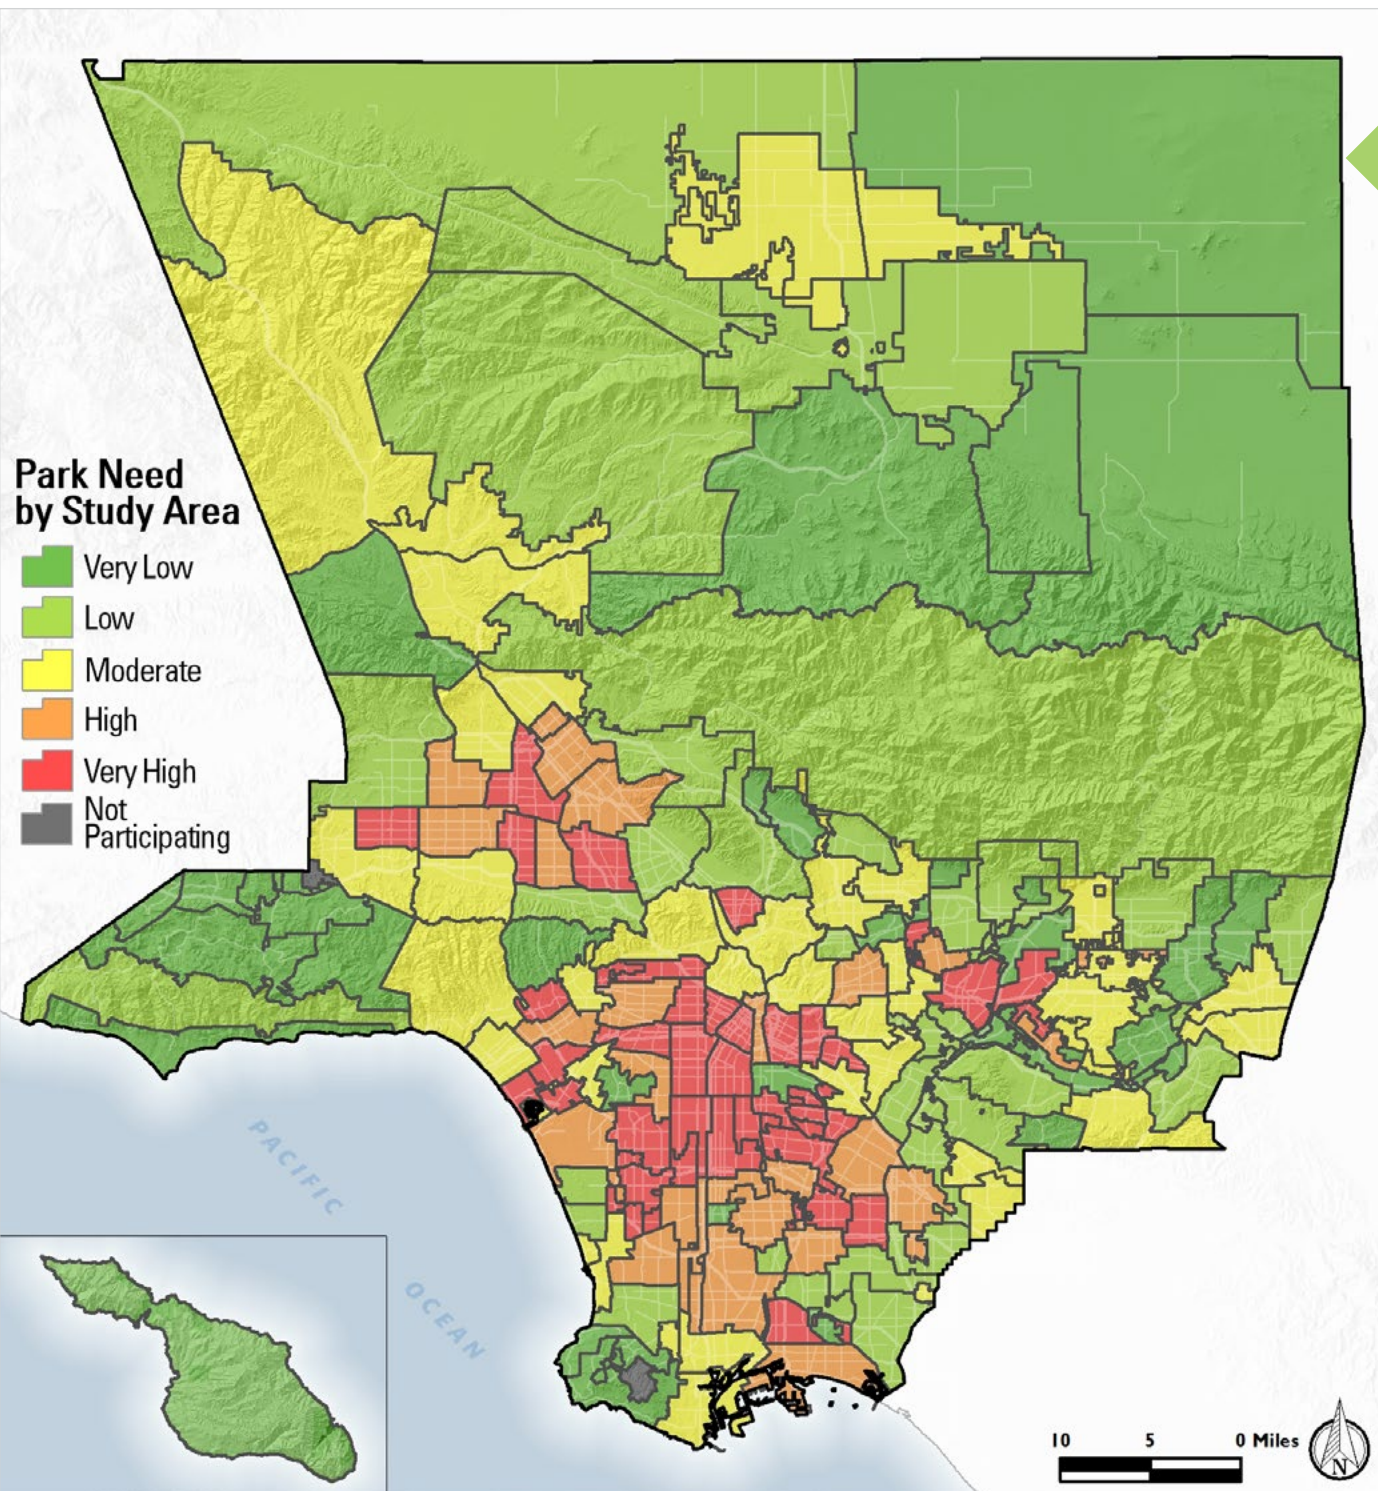 Park Need
by Study Area
Very Low
Low
Moderate
High
Very High
Not
Participating
PACIFIC
OCEAN
10 5 0 Miles
N